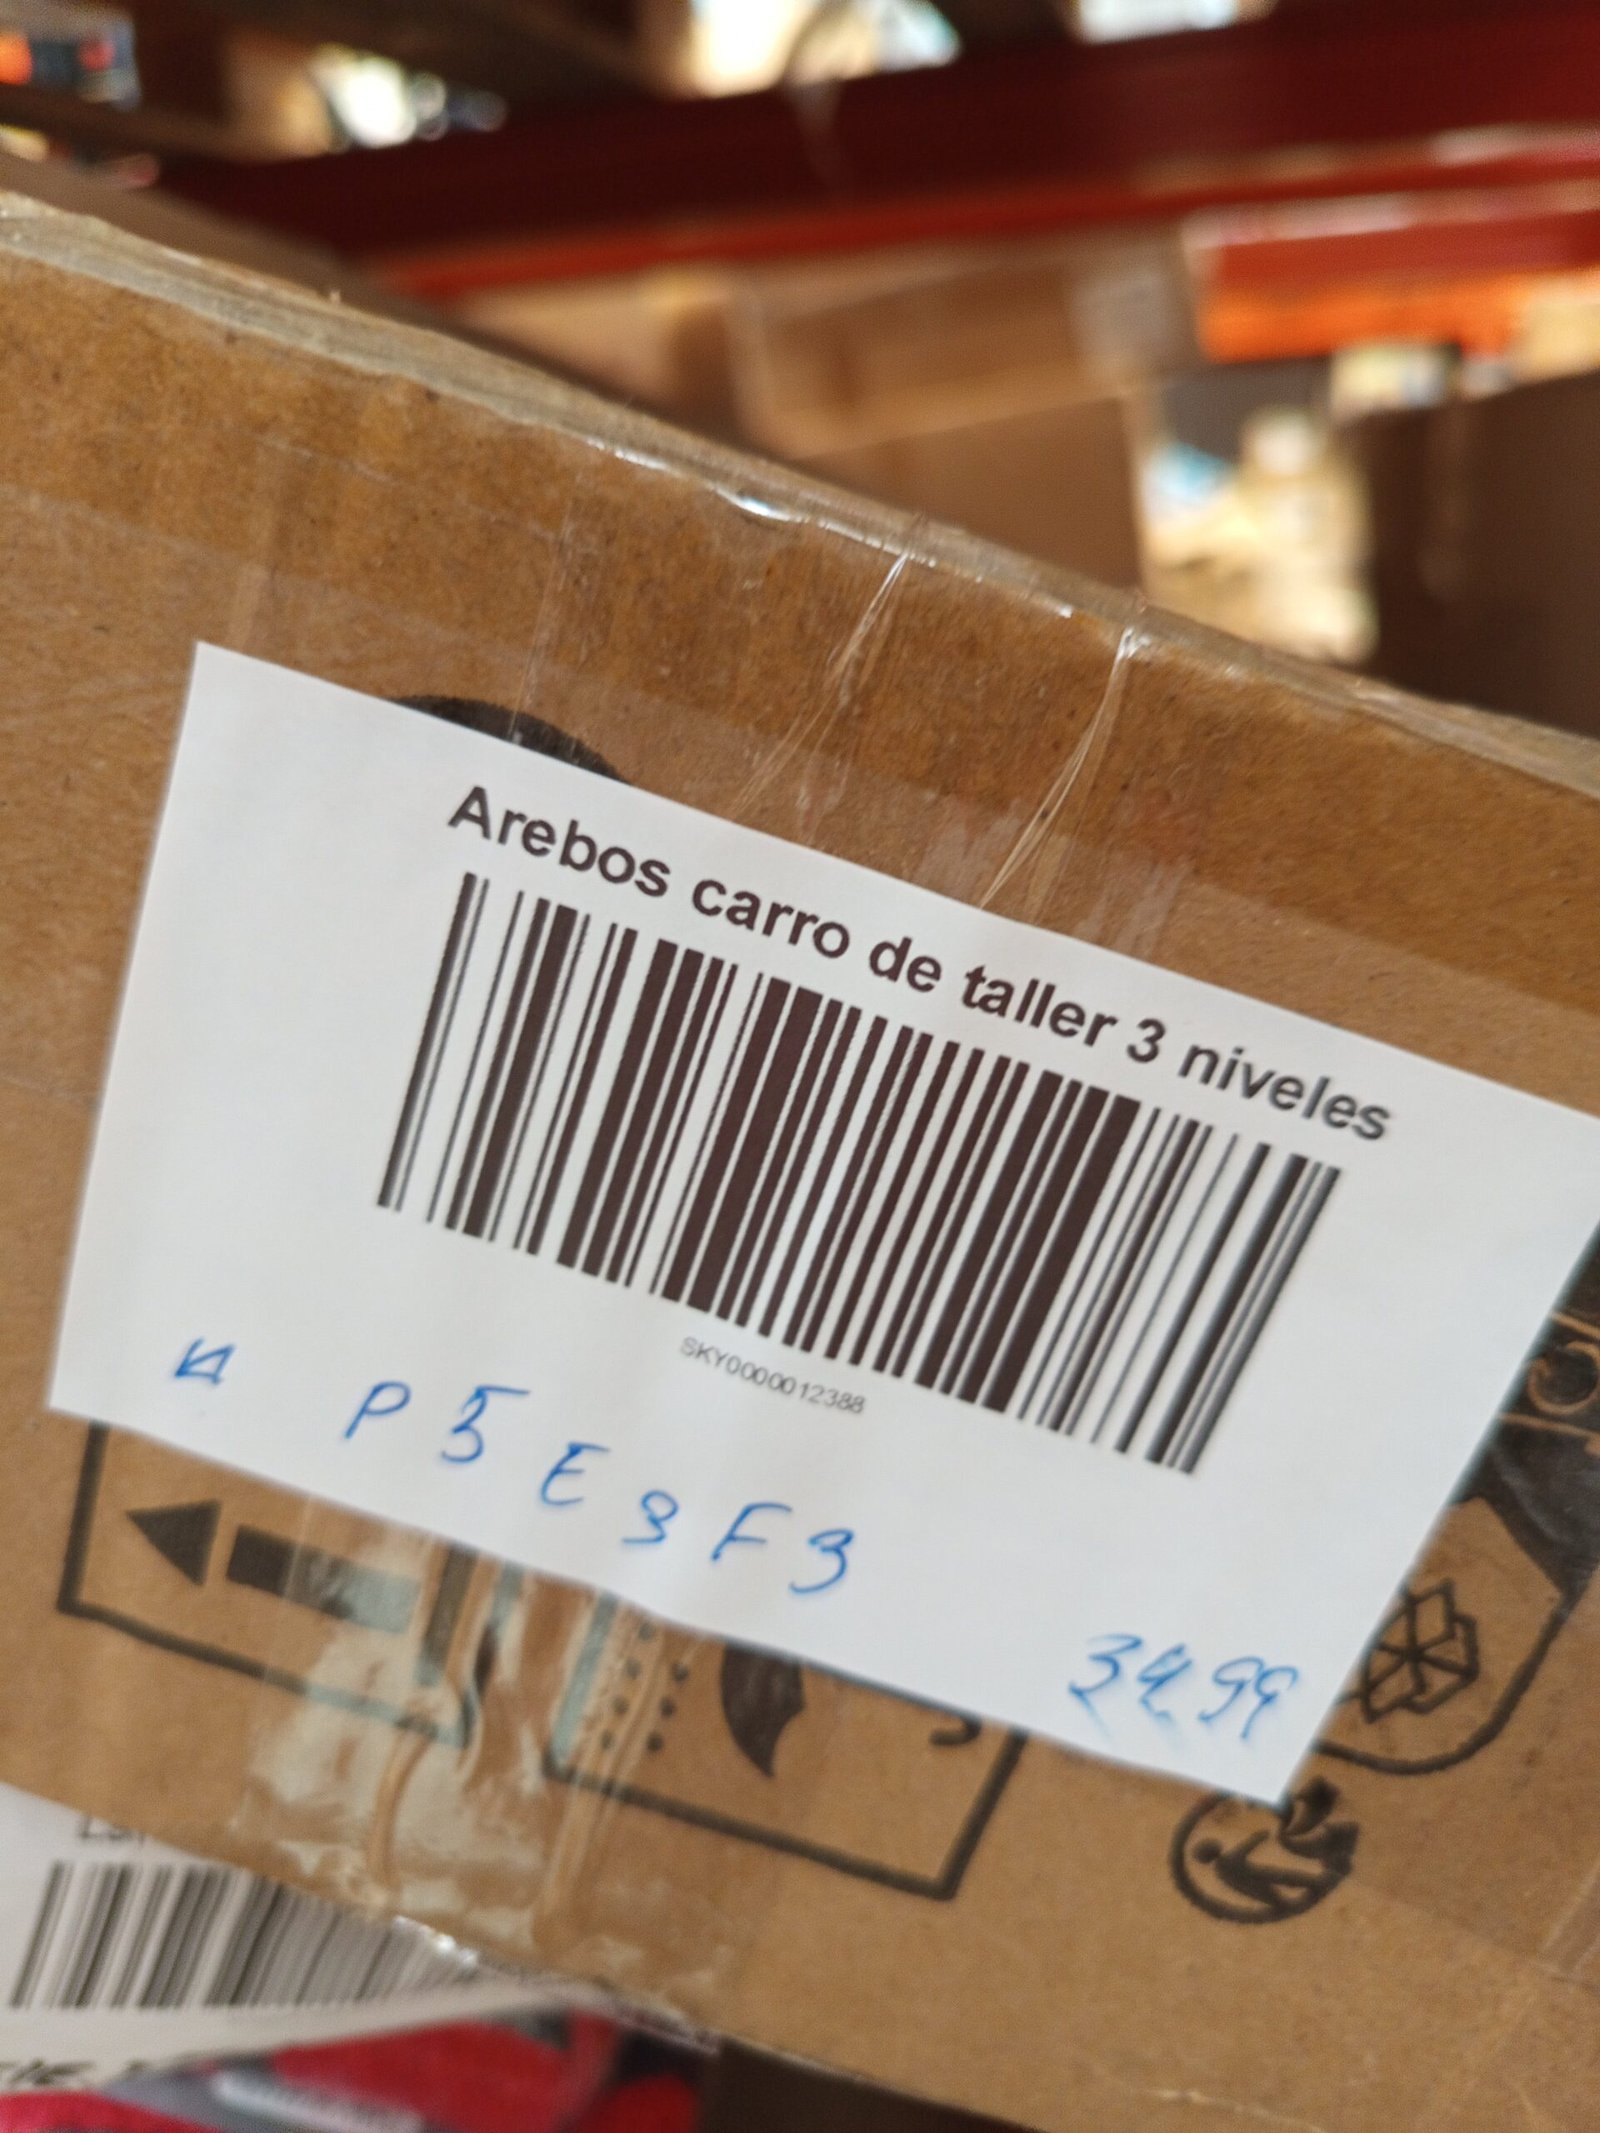 Arebos carro de taller 3 niveles
SKY0000012388
P5E3F3
34.99